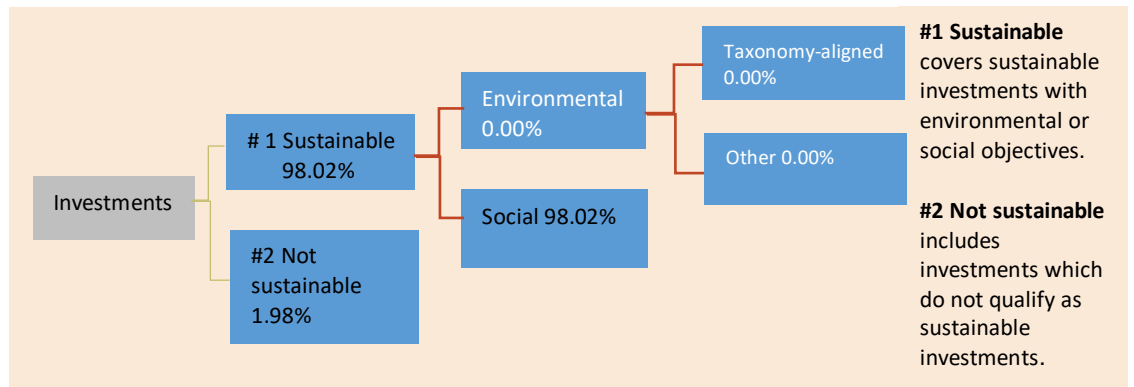 Investments
# 1 Sustainable
98.02%
#2 Not
sustainable
1.98%
Environmental
0.00%
Social 98.02%
Taxonomy-aligned
0.00%
Other 0.00%
#1 Sustainable
covers sustainable
investments with
environmental or
social objectives.
#2 Not sustainable
includes
investments which
do not qualify as
sustainable
investments.